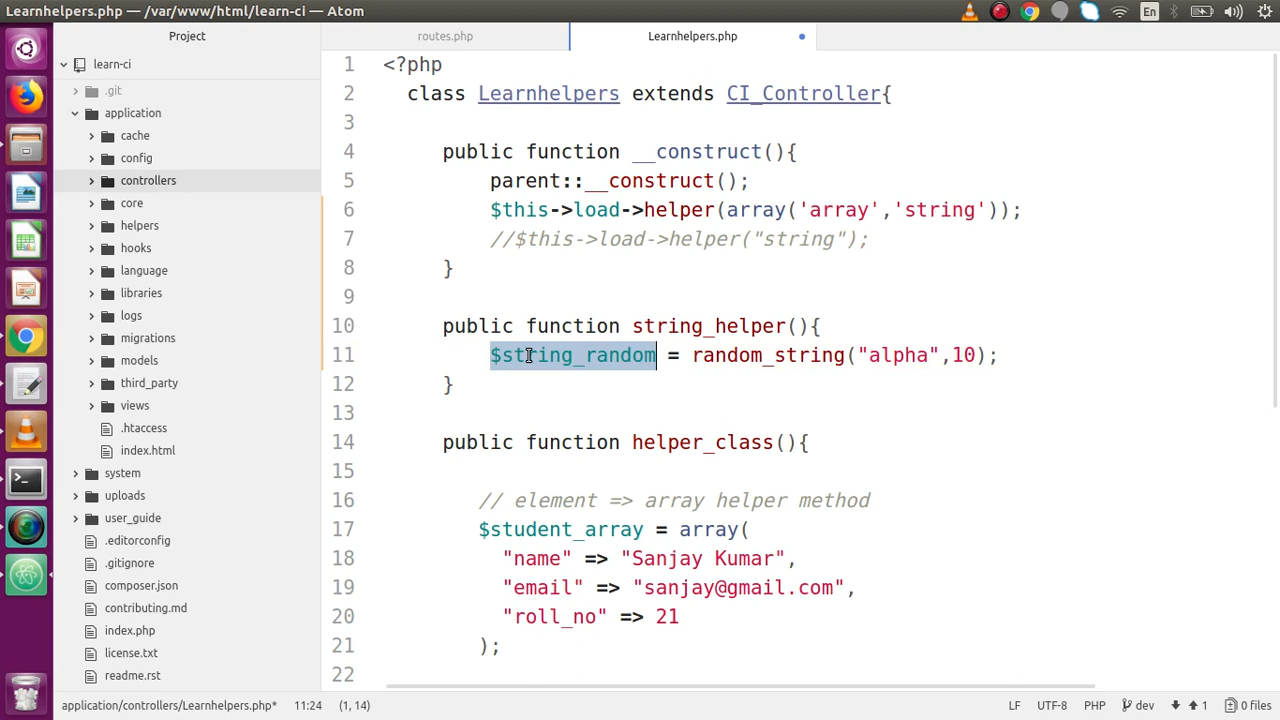 Learnhelpers.php — /var/www/html/learn-ci — Atom
En
Project
routes.php
Learnhelpers.php
learn-ci
.git
application
cache
config
controllers
core
helpers
hooks
language
libraries
logs
migrations
models
third_party
views
.htaccess
index.html
system
uploads
user_guide
.editorconfig
.gitignore
composer.json
contributing.md
index.php
license.txt
readme.rst
1 <?php
2 class Learnhelpers extends CI_Controller{
3
4 public function __construct(){
5 parent::__construct();
6 $this->load->helper(array('array','string'));
7 //$this->load->helper("string");
8 }
9
10 public function string_helper(){
11 $string_random = random_string("alpha",10);
12 }
13
14 public function helper_class(){
15
16 // element => array helper method
17 $student_array = array(
18 "name" => "Sanjay Kumar",
19 "email" => "sanjay@gmail.com",
20 "roll_no" => 21
21 );
22
application/controllers/Learnhelpers.php* 11:24 (1, 14) LF UTF-8 PHP dev 1 0 files